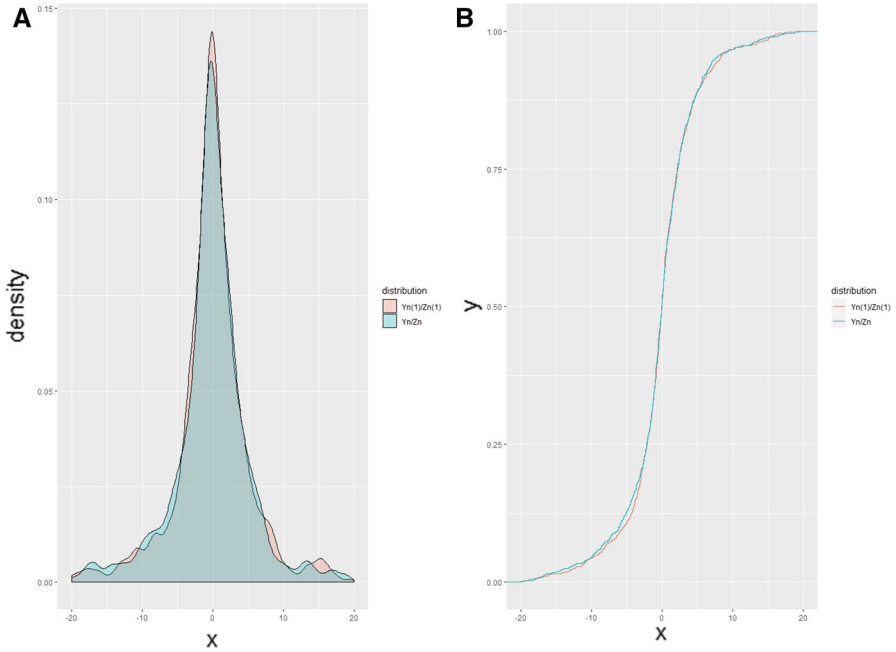 A
0.15
0.10
0.05
0.00
density
-20 -10 0 10 20
x
distribution
Yn(1)/Zn(1)
Yn/Zn
B
1.00
0.75
0.50
0.25
0.00
y
-20 -10 0 10 20
x
distribution
Yn(1)/Zn(1)
Yn/Zn